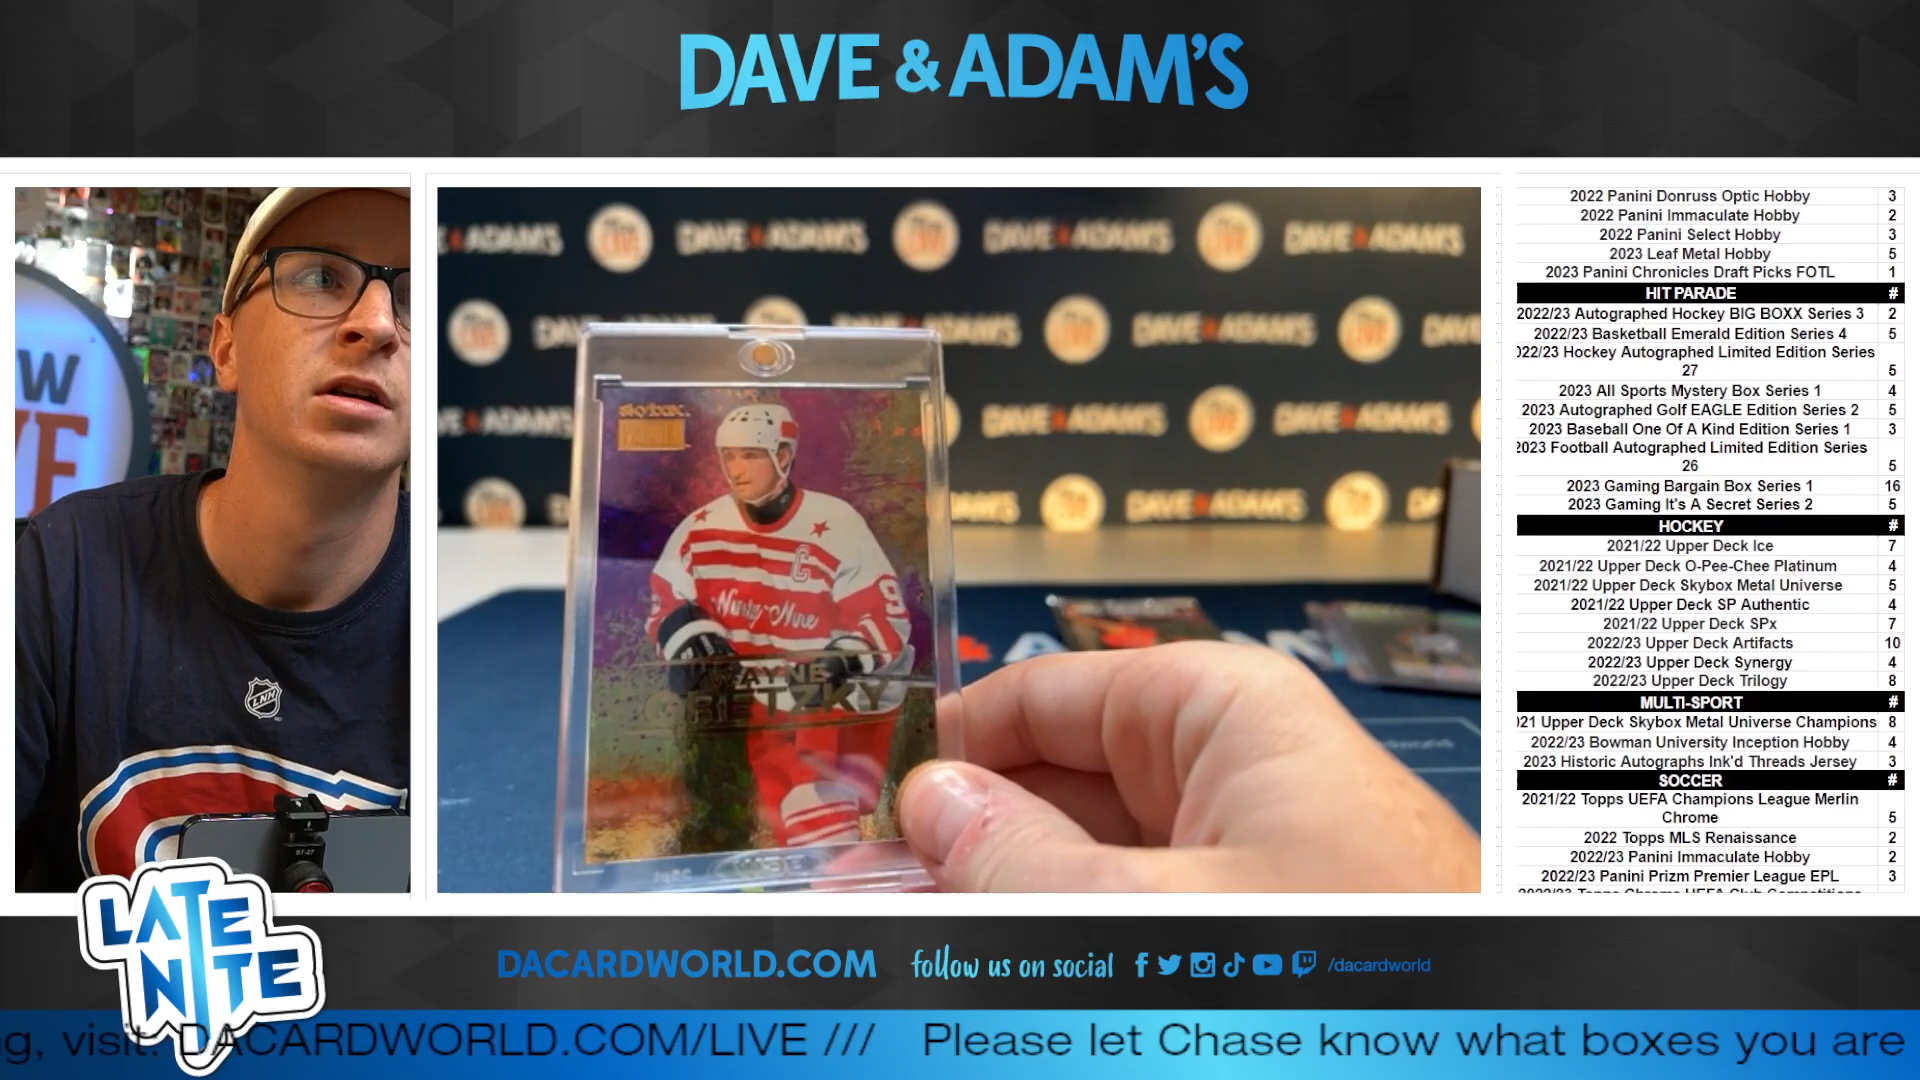 DAVE & ADAM'S
2022 Panini Donruss Optic Hobby 3
2022 Panini Immaculate Hobby 2
2022 Panini Select Hobby 3
2023 Leaf Metal Hobby 5
2023 Panini Chronicles Draft Picks FOTL 1
HIT PARADE #
2022/23 Autographed Hockey BIG BOXX Series 3 2
2022/23 Basketball Emerald Edition Series 4 5
022/23 Hockey Autographed Limited Edition Series
27 5
2023 All Sports Mystery Box Series 1 4
2023 Autographed Golf EAGLE Edition Series 2 5
2023 Baseball One Of A Kind Edition Series 1 3
2023 Football Autographed Limited Edition Series
26 5
2023 Gaming Bargain Box Series 1 16
2023 Gaming It's A Secret Series 2 5
HOCKEY #
2021/22 Upper Deck Ice 7
2021/22 Upper Deck O-Pee-Chee Platinum 4
2021/22 Upper Deck Skybox Metal Universe 5
2021/22 Upper Deck SP Authentic 4
2021/22 Upper Deck SPx 7
2022/23 Upper Deck Artifacts 10
2022/23 Upper Deck Synergy 4
2022/23 Upper Deck Trilogy 8
MULTI-SPORT #
021 Upper Deck Skybox Metal Universe Champions 8
2022/23 Bowman University Inception Hobby 4
2023 Historic Autographs Ink'd Threads Jersey 3
SOCCER #
2021/22 Topps UEFA Champions League Merlin
Chrome 5
2022 Topps MLS Renaissance 2
2022/23 Panini Immaculate Hobby 2
2022/23 Panini Prizm Premier League EPL 3
DAVE & ADAM'S
skybox
PREMIUM
C
9
Ninety Nine
WAYNE
GRETZKY
LNH
LATE
NITE
DACARDWORLD.COM
follow us on social
/dacardworld
g, visit: DACARDWORLD.COM/LIVE /// Please let Chase know what boxes you are